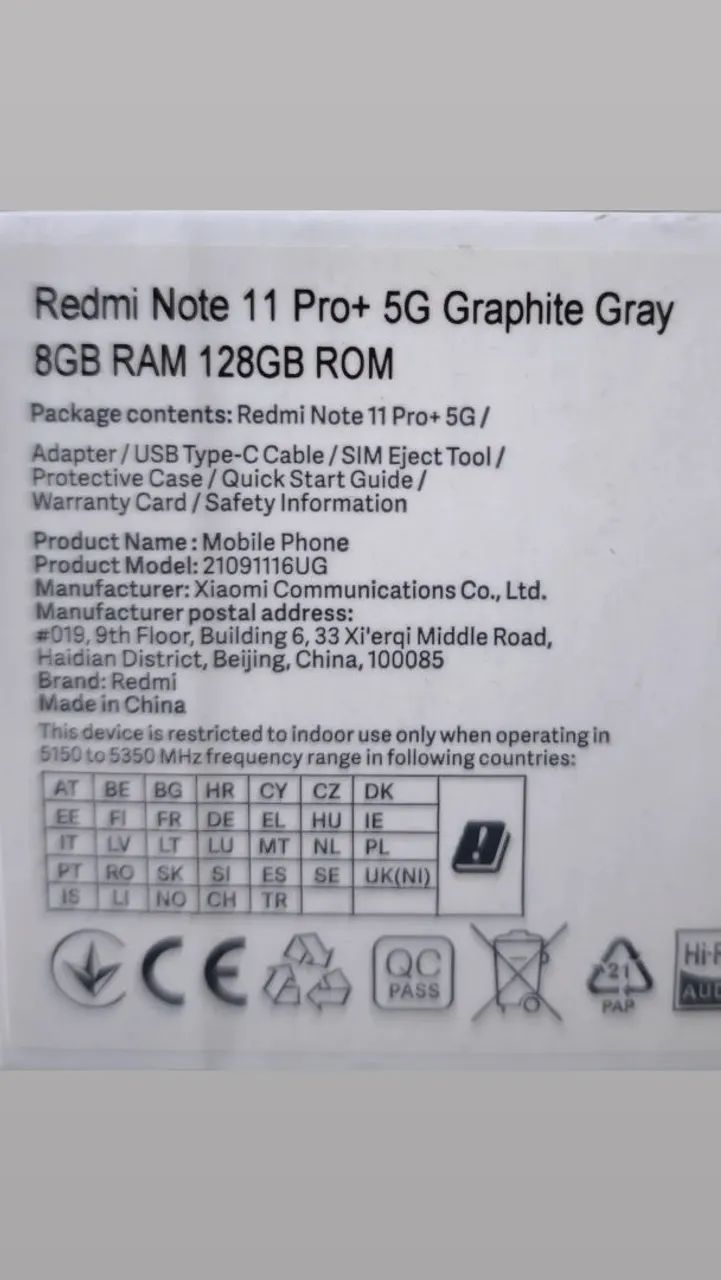 Redmi Note 11 Pro+ 5G Graphite Gray
8GB RAM 128GB ROM
Package contents: Redmi Note 11 Pro+ 5G /
Adapter / USB Type-C Cable / SIM Eject Tool /
Protective Case / Quick Start Guide /
Warranty Card / Safety Information
Product Name : Mobile Phone
Product Model: 21091116UG
Manufacturer: Xiaomi Communications Co., Ltd.
Manufacturer postal address:
#019, 9th Floor, Building 6, 33 Xi'erqi Middle Road,
Haidian District, Beijing, China, 100085
Brand: Redmi
Made in China
This device is restricted to indoor use only when operating in
5150 to 5350 MHz frequency range in following countries:
AT BE BG HR CY CZ DK
EE FI FR DE EL HU IE
IT LV LT LU MT NL PL
PT RO SK SI ES SE UK(NI)
IS LI NO CH TR
CE
QC
PASS
21
PAP
Hi-